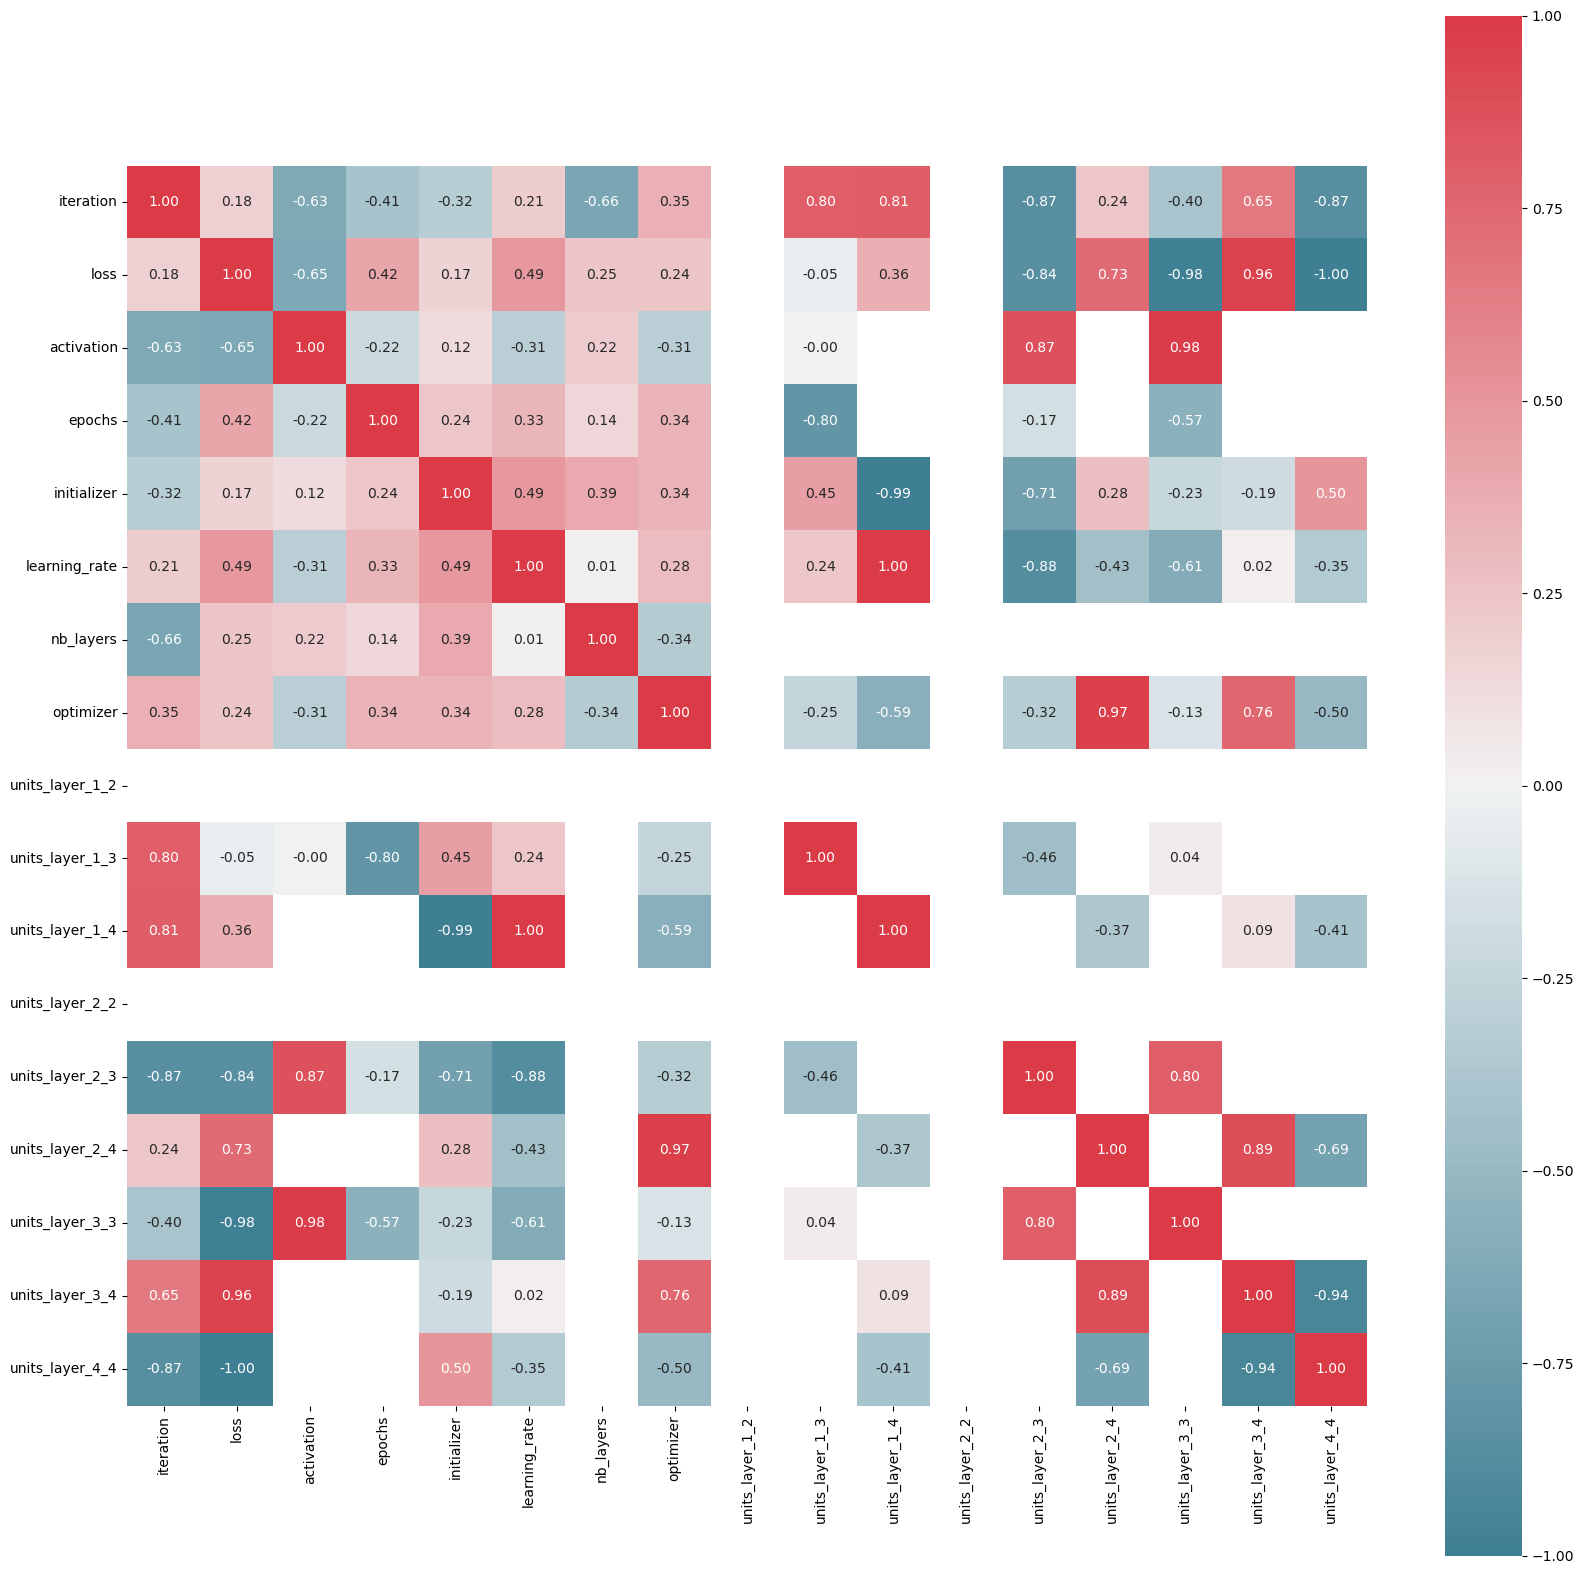 1.00
iteration 1.00 0.18 -0.63 -0.41 -0.32 0.21 -0.66 0.35 0.80 0.81 -0.87 0.24 -0.40 0.65 -0.87
0.75
loss 0.18 1.00 -0.65 0.42 0.17 0.49 0.25 0.24 -0.05 0.36 -0.84 0.73 -0.98 0.96 -1.00
activation -0.63 -0.65 1.00 -0.22 0.12 -0.31 0.22 -0.31 -0.00 0.87 0.98
0.50
epochs -0.41 0.42 -0.22 1.00 0.24 0.33 0.14 0.34 -0.80 -0.17 -0.57
initializer -0.32 0.17 0.12 0.24 1.00 0.49 0.39 0.34 0.45 -0.99 -0.71 0.28 -0.23 -0.19 0.50
learning_rate 0.21 0.49 -0.31 0.33 0.49 1.00 0.01 0.28 0.24 1.00 -0.88 -0.43 -0.61 0.02 -0.35
0.25
nb_layers -0.66 0.25 0.22 0.14 0.39 0.01 1.00 -0.34
optimizer 0.35 0.24 -0.31 0.34 0.34 0.28 -0.34 1.00 -0.25 -0.59 -0.32 0.97 -0.13 0.76 -0.50
units_layer_1_2
0.00
units_layer_1_3 0.80 -0.05 -0.00 -0.80 0.45 0.24 -0.25 1.00 -0.46 0.04
units_layer_1_4 0.81 0.36 -0.99 1.00 -0.59 1.00 -0.37 0.09 -0.41
−0.25
units_layer_2_2
units_layer_2_3 -0.87 -0.84 0.87 -0.17 -0.71 -0.88 -0.32 -0.46 1.00 0.80
units_layer_2_4 0.24 0.73 0.28 -0.43 0.97 -0.37 1.00 0.89 -0.69
−0.50
units_layer_3_3 -0.40 -0.98 0.98 -0.57 -0.23 -0.61 -0.13 0.04 0.80 1.00
units_layer_3_4 0.65 0.96 -0.19 0.02 0.76 0.09 0.89 1.00 -0.94
−0.75
units_layer_4_4 -0.87 -1.00 0.50 -0.35 -0.50 -0.41 -0.69 -0.94 1.00
−1.00
iteration
loss
activation
epochs
initializer
learning_rate
nb_layers
optimizer
units_layer_1_2
units_layer_1_3
units_layer_1_4
units_layer_2_2
units_layer_2_3
units_layer_2_4
units_layer_3_3
units_layer_3_4
units_layer_4_4